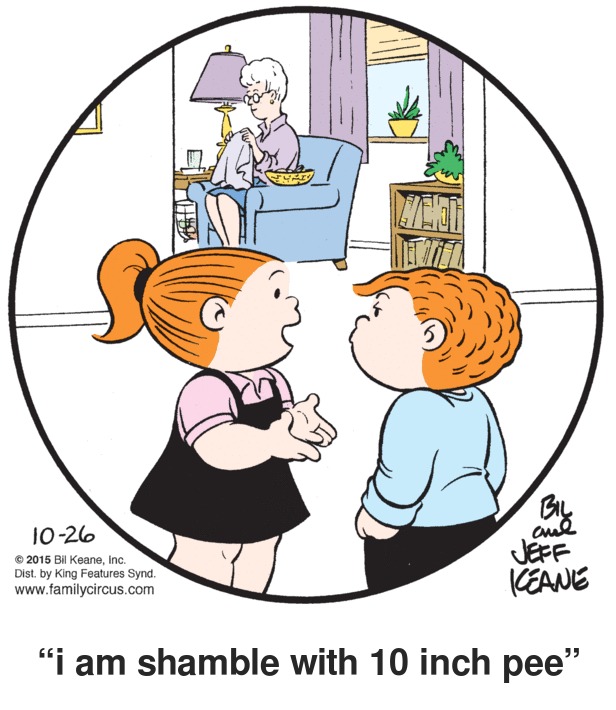 10-26
© 2015 Bil Keane, Inc.
Dist. by King Features Synd.
www.familycircus.com
BIL
and
JEFF
KEANE
“i am shamble with 10 inch pee”